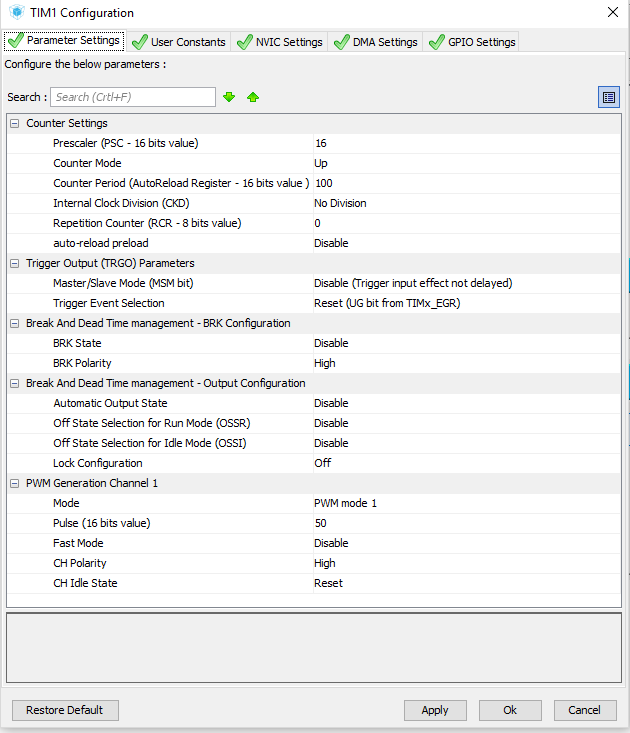 TIM1 Configuration
Parameter Settings User Constants NVIC Settings DMA Settings GPIO Settings
Configure the below parameters :
Search : Search (Crtl+F)
Counter Settings
Prescaler (PSC - 16 bits value) 16
Counter Mode Up
Counter Period (AutoReload Register - 16 bits value ) 100
Internal Clock Division (CKD) No Division
Repetition Counter (RCR - 8 bits value) 0
auto-reload preload Disable
Trigger Output (TRGO) Parameters
Master/Slave Mode (MSM bit) Disable (Trigger input effect not delayed)
Trigger Event Selection Reset (UG bit from TIMx_EGR)
Break And Dead Time management - BRK Configuration
BRK State Disable
BRK Polarity High
Break And Dead Time management - Output Configuration
Automatic Output State Disable
Off State Selection for Run Mode (OSSR) Disable
Off State Selection for Idle Mode (OSSI) Disable
Lock Configuration Off
PWM Generation Channel 1
Mode PWM mode 1
Pulse (16 bits value) 50
Fast Mode Disable
CH Polarity High
CH Idle State Reset
Restore Default Apply Ok Cancel